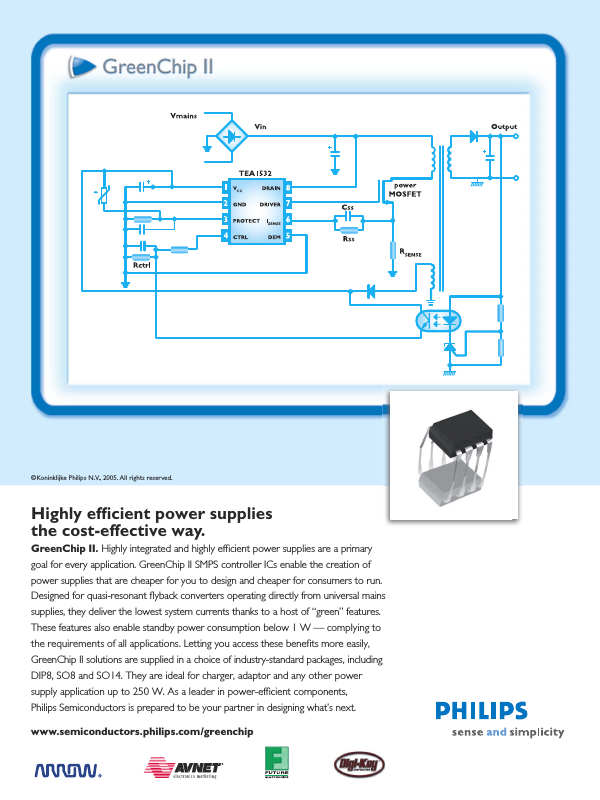 GreenChip II
Vmains
Vin
Output
TEA1532
1 VCC DRAIN 8
2 GND DRIVER 7
3 PROTECT ISENSE 6
4 CTRL DEM 5
power
MOSFET
Css
Rss
RSENSE
Rctrl
©Koninklijke Philips N.V., 2005. All rights reserved.
Highly efficient power supplies
the cost-effective way.
GreenChip II. Highly integrated and highly efficient power supplies are a primary
goal for every application. GreenChip II SMPS controller ICs enable the creation of
power supplies that are cheaper for you to design and cheaper for consumers to run.
Designed for quasi-resonant flyback converters operating directly from universal mains
supplies, they deliver the lowest system currents thanks to a host of “green” features.
These features also enable standby power consumption below 1 W — complying to
the requirements of all applications. Letting you access these benefits more easily,
GreenChip II solutions are supplied in a choice of industry-standard packages, including
DIP8, SO8 and SO14. They are ideal for charger, adaptor and any other power
supply application up to 250 W. As a leader in power-efficient components,
Philips Semiconductors is prepared to be your partner in designing what’s next.
www.semiconductors.philips.com/greenchip
PHILIPS
sense and simplicity
ARROW
AVNET
electronics marketing
F
FUTURE
Digi-Key